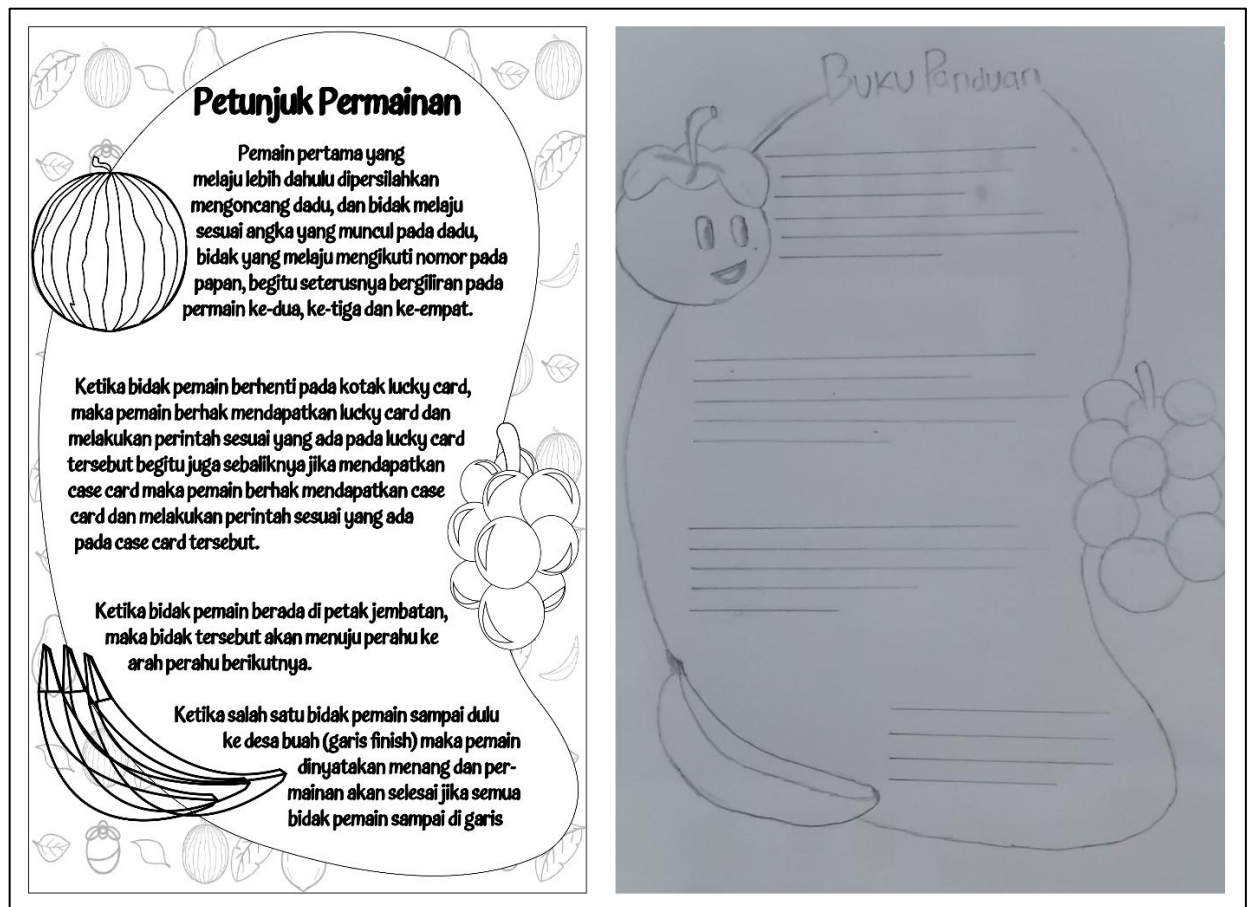 Petunjuk Permainan
Pemain pertama yang
melaju lebih dahulu dipersilahkan
mengoncang dadu, dan bidak melaju
sesuai angka yang muncul pada dadu,
bidak yang melaju mengikuti nomor pada
papan, begitu seterusnya bergiliran pada
permain ke-dua, ke-tiga dan ke-empat.
Ketika bidak pemain berhenti pada kotak lucky card,
maka pemain berhak mendapatkan lucky card dan
melakukan perintah sesuai yang ada pada lucky card
tersebut begitu juga sebaliknya jika mendapatkan
case card maka pemain berhak mendapatkan case
card dan melakukan perintah sesuai yang ada
pada case card tersebut.
Ketika bidak pemain berada di petak jembatan,
maka bidak tersebut akan menuju perahu ke
arah perahu berikutnya.
Ketika salah satu bidak pemain sampai dulu
ke desa buah (garis finish) maka pemain
dinyatakan menang dan per-
mainan akan selesai jika semua
bidak pemain sampai di garis
Buku Panduan